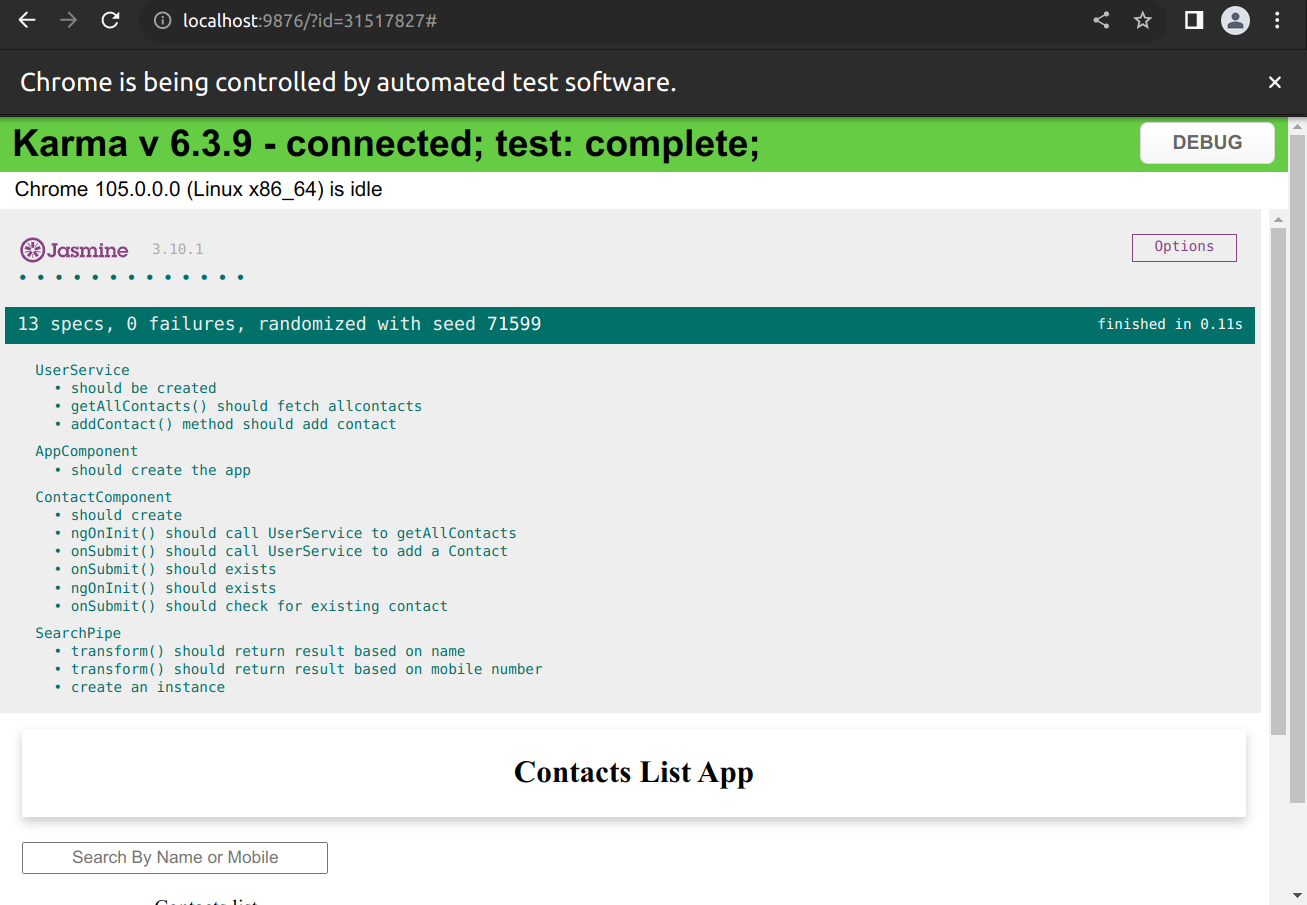 localhost:9876/?id=31517827#
Chrome is being controlled by automated test software.
Karma v 6.3.9 - connected; test: complete;
DEBUG
Chrome 105.0.0.0 (Linux x86_64) is idle
Jasmine 3.10.1
Options
13 specs, 0 failures, randomized with seed 71599
finished in 0.11s
UserService
• should be created
• getAllContacts() should fetch allcontacts
• addContact() method should add contact
AppComponent
• should create the app
ContactComponent
• should create
• ngOnInit() should call UserService to getAllContacts
• onSubmit() should call UserService to add a Contact
• onSubmit() should exists
• ngOnInit() should exists
• onSubmit() should check for existing contact
SearchPipe
• transform() should return result based on name
• transform() should return result based on mobile number
• create an instance
Contacts List App
Search By Name or Mobile
Contacts list